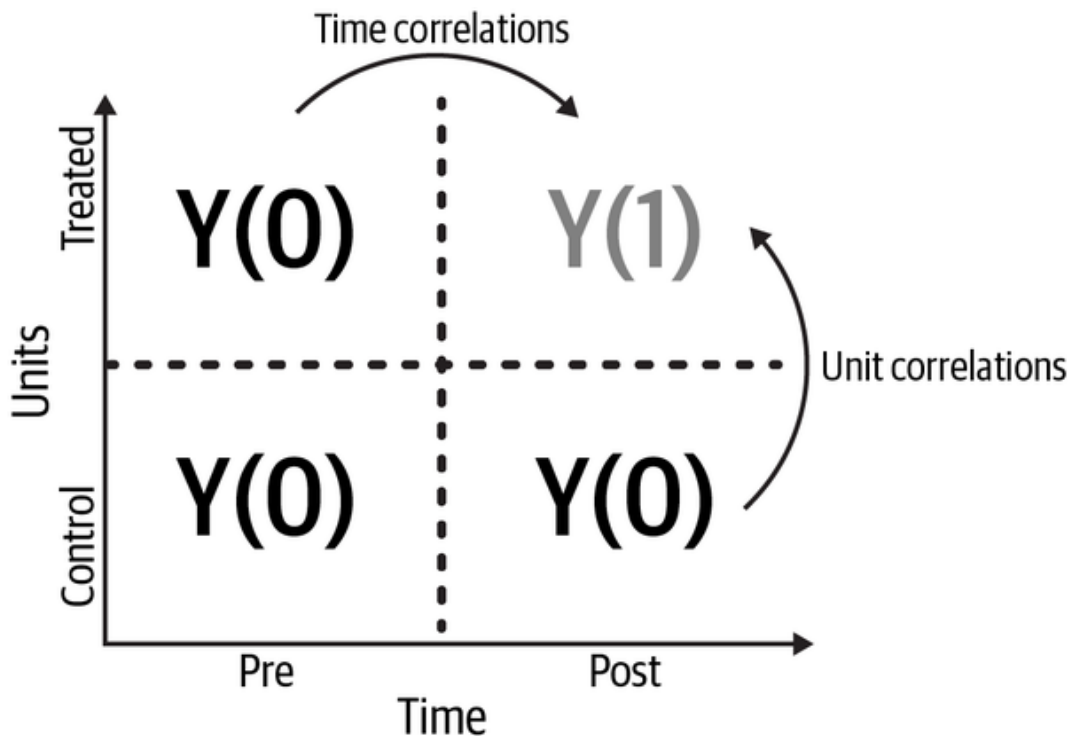 Time correlations
Treated
Y(0)
Y(1)
Units
Unit correlations
Control
Y(0)
Y(0)
Pre
Post
Time